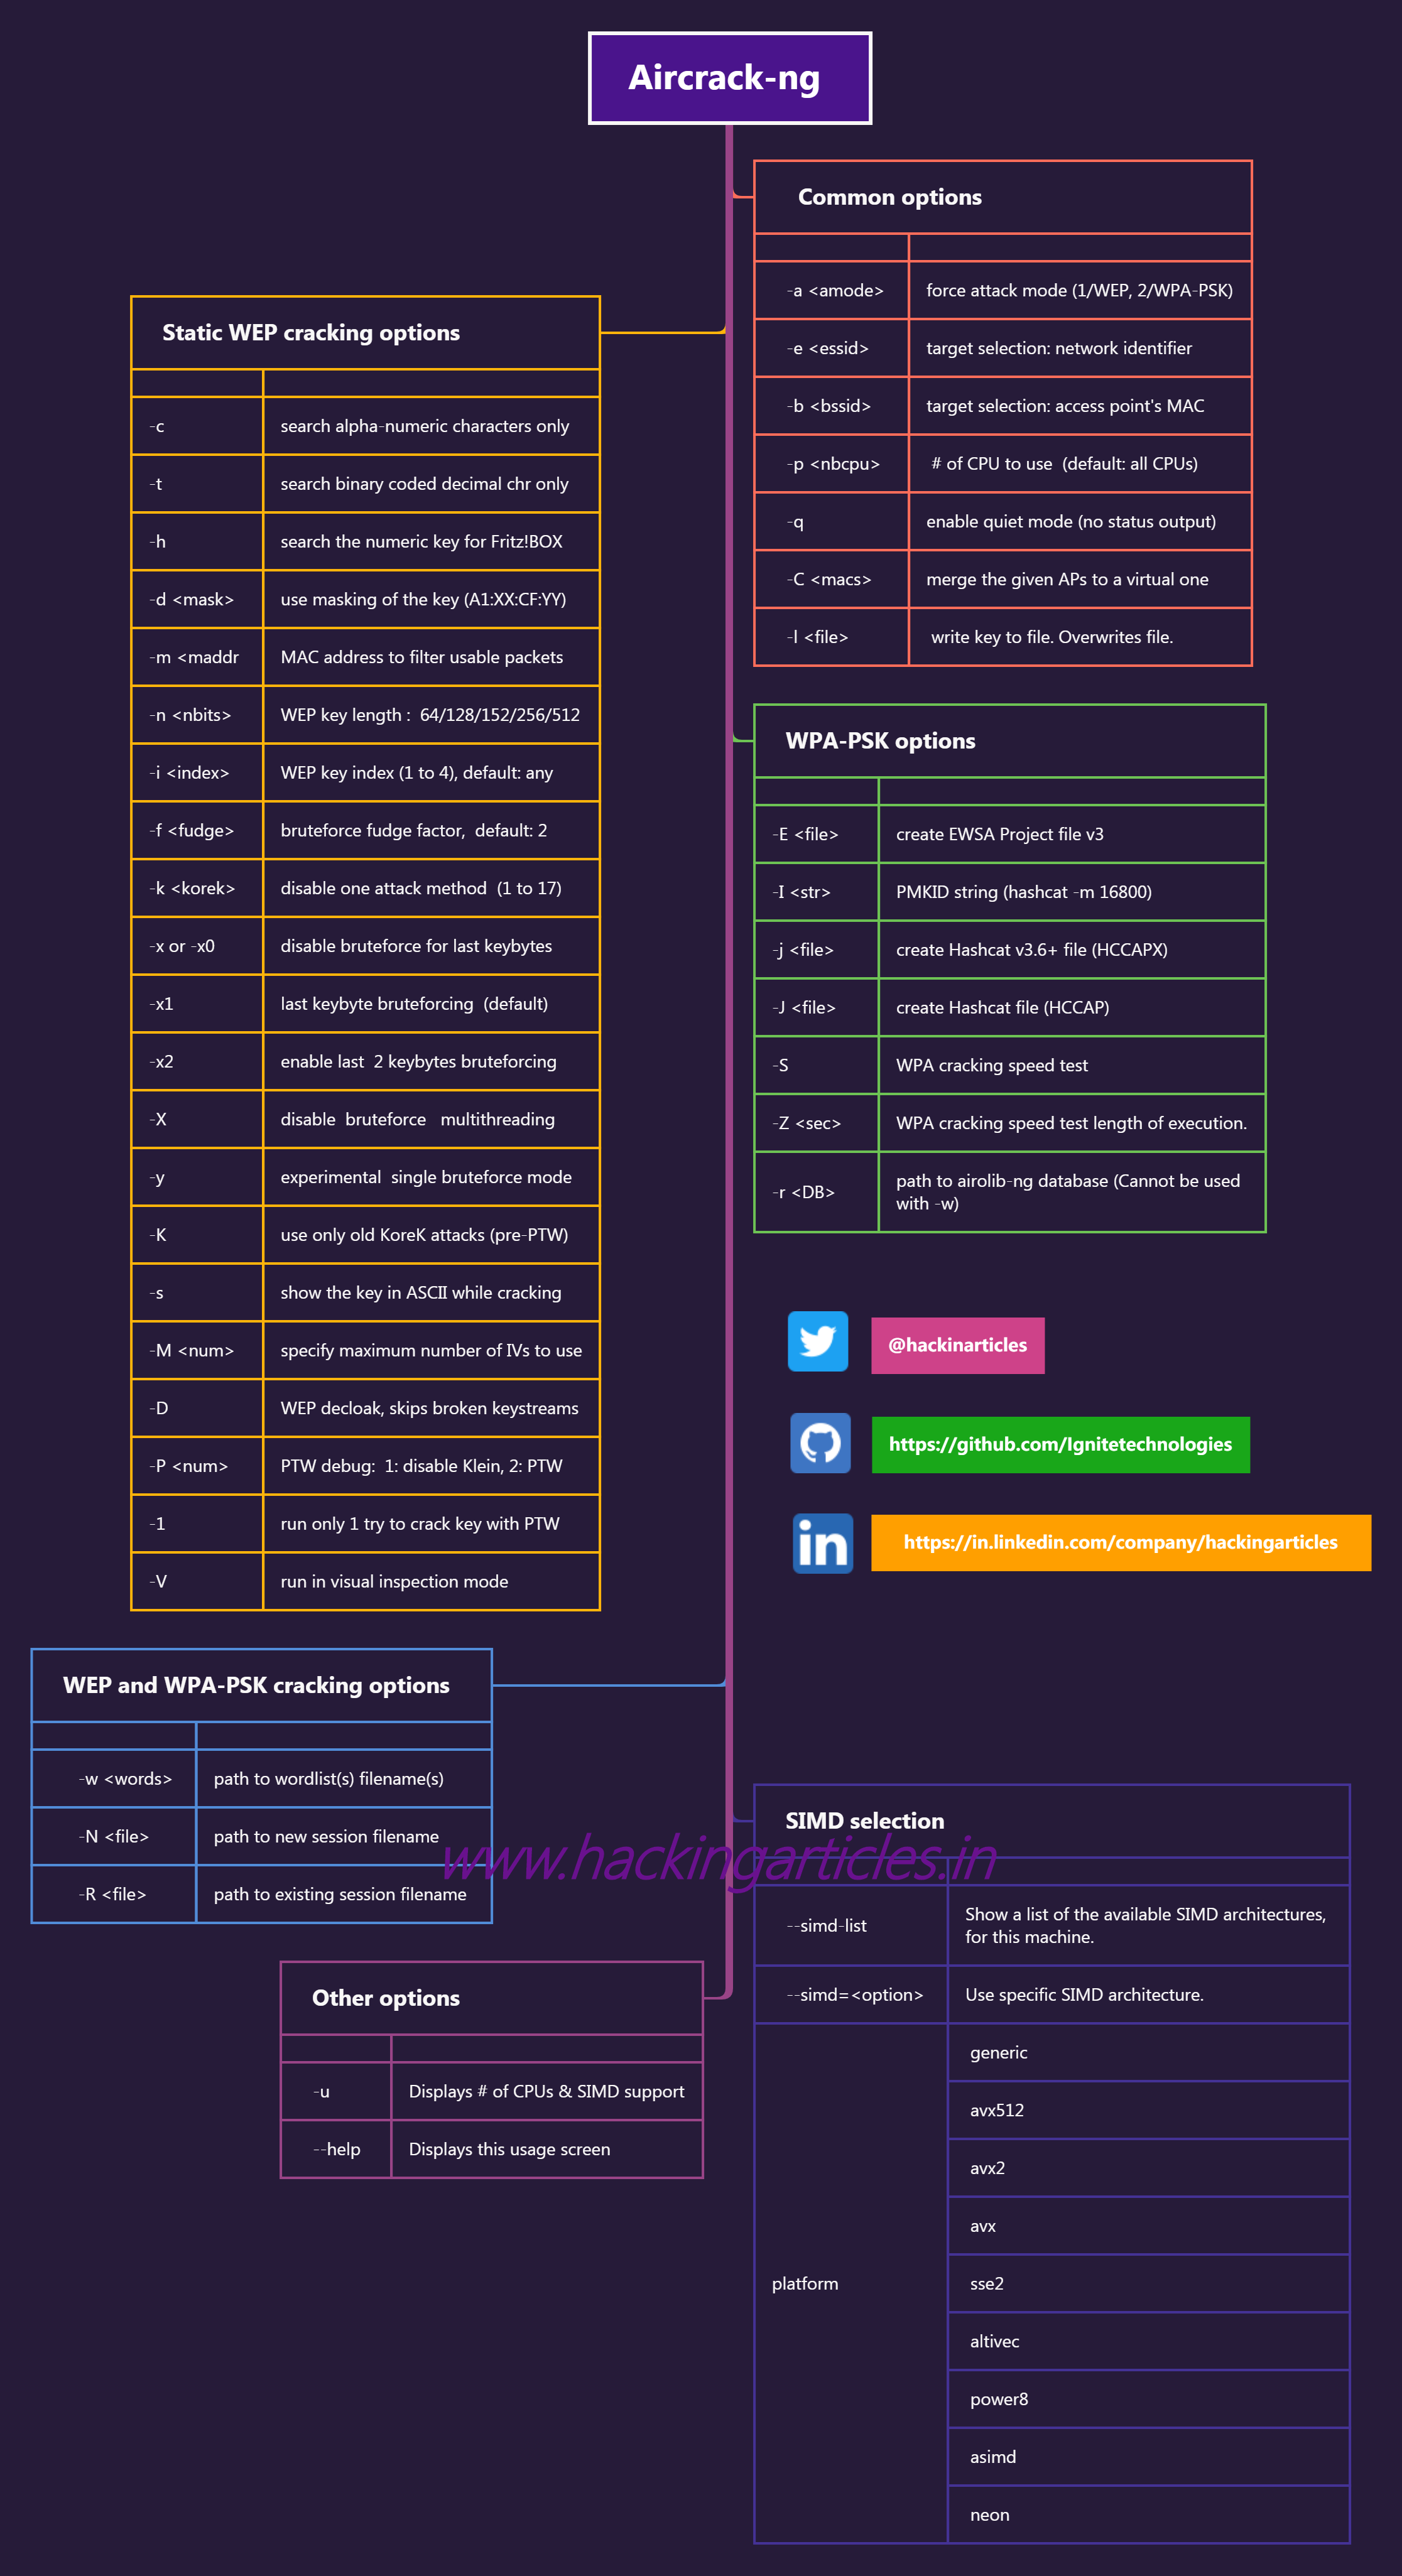 Aircrack-ng
Common options
-a <amode> force attack mode (1/WEP, 2/WPA-PSK)
-e <essid> target selection: network identifier
-b <bssid> target selection: access point's MAC
-p <nbcpu> # of CPU to use (default: all CPUs)
-q enable quiet mode (no status output)
-C <macs> merge the given APs to a virtual one
-l <file> write key to file. Overwrites file.
Static WEP cracking options
-c search alpha-numeric characters only
-t search binary coded decimal chr only
-h search the numeric key for Fritz!BOX
-d <mask> use masking of the key (A1:XX:CF:YY)
-m <maddr MAC address to filter usable packets
-n <nbits> WEP key length : 64/128/152/256/512
-i <index> WEP key index (1 to 4), default: any
-f <fudge> bruteforce fudge factor, default: 2
-k <korek> disable one attack method (1 to 17)
-x or -x0 disable bruteforce for last keybytes
-x1 last keybyte bruteforcing (default)
-x2 enable last 2 keybytes bruteforcing
-X disable bruteforce multithreading
-y experimental single bruteforce mode
-K use only old KoreK attacks (pre-PTW)
-s show the key in ASCII while cracking
-M <num> specify maximum number of IVs to use
-D WEP decloak, skips broken keystreams
-P <num> PTW debug: 1: disable Klein, 2: PTW
-1 run only 1 try to crack key with PTW
-V run in visual inspection mode
WPA-PSK options
-E <file> create EWSA Project file v3
-I <str> PMKID string (hashcat -m 16800)
-j <file> create Hashcat v3.6+ file (HCCAPX)
-J <file> create Hashcat file (HCCAP)
-S WPA cracking speed test
-Z <sec> WPA cracking speed test length of execution.
-r <DB> path to airolib-ng database (Cannot be used
with -w)
@hackinarticles
https://github.com/Ignitetechnologies
in https://in.linkedin.com/company/hackingarticles
WEP and WPA-PSK cracking options
-w <words> path to wordlist(s) filename(s)
-N <file> path to new session filename
-R <file> path to existing session filename
www.hackingarticles.in
SIMD selection
--simd-list Show a list of the available SIMD architectures,
for this machine.
--simd=<option> Use specific SIMD architecture.
platform
generic
avx512
avx2
avx
sse2
altivec
power8
asimd
neon
Other options
-u Displays # of CPUs & SIMD support
--help Displays this usage screen